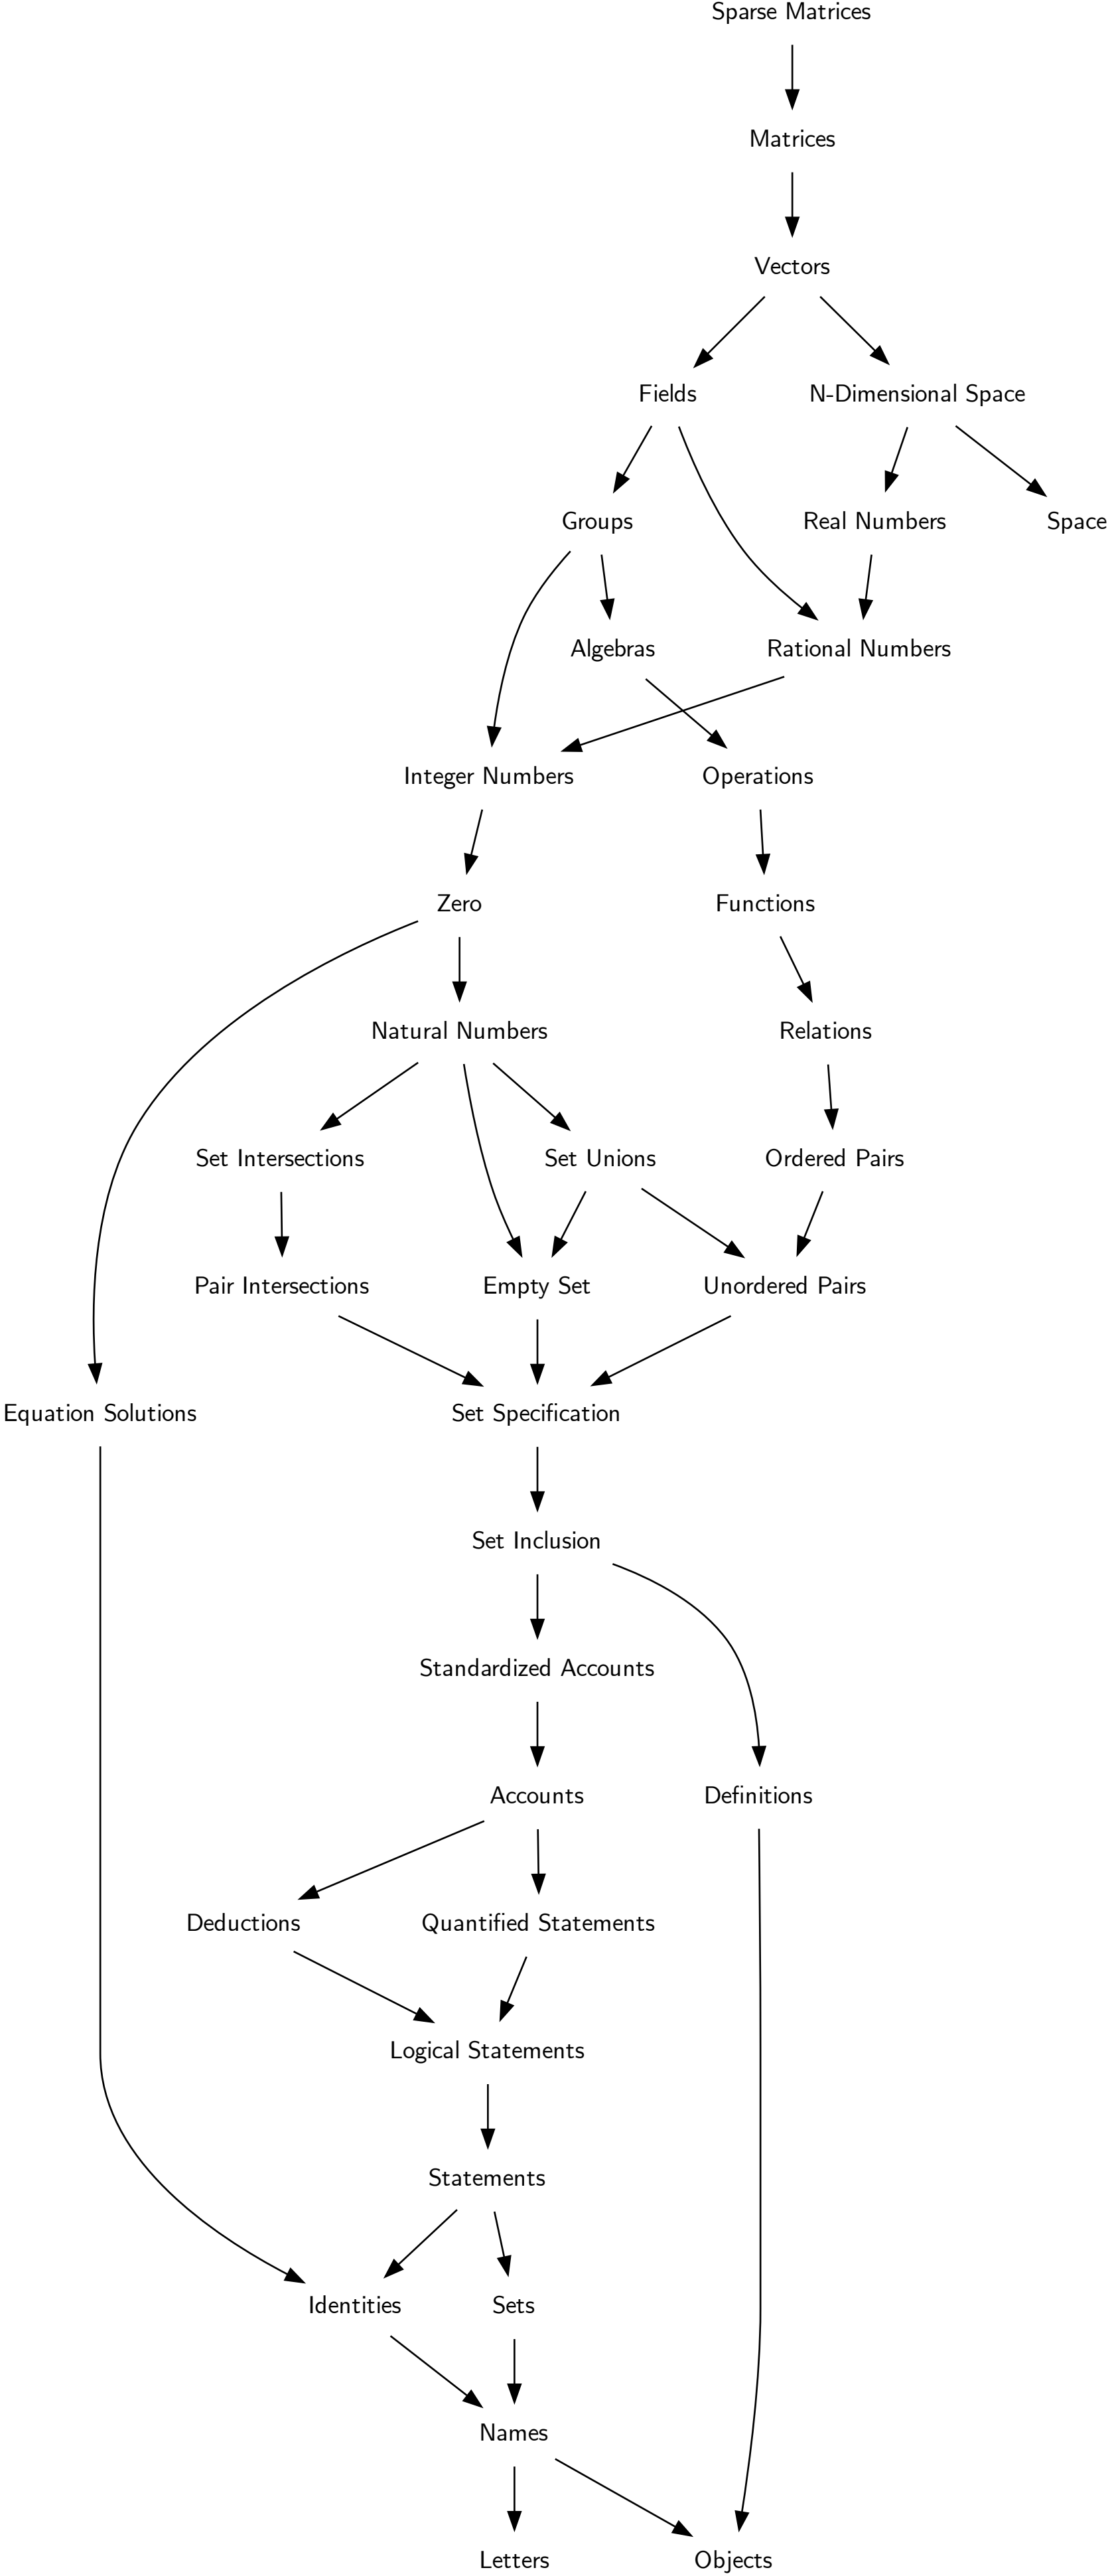 Sparse Matrices
Matrices
Vectors
Fields
N-Dimensional Space
Groups
Real Numbers
Space
Algebras
Rational Numbers
Integer Numbers
Operations
Zero
Functions
Natural Numbers
Relations
Set Intersections
Set Unions
Ordered Pairs
Pair Intersections
Empty Set
Unordered Pairs
Equation Solutions
Set Specification
Set Inclusion
Standardized Accounts
Accounts
Definitions
Deductions
Quantified Statements
Logical Statements
Statements
Identities
Sets
Names
Letters
Objects